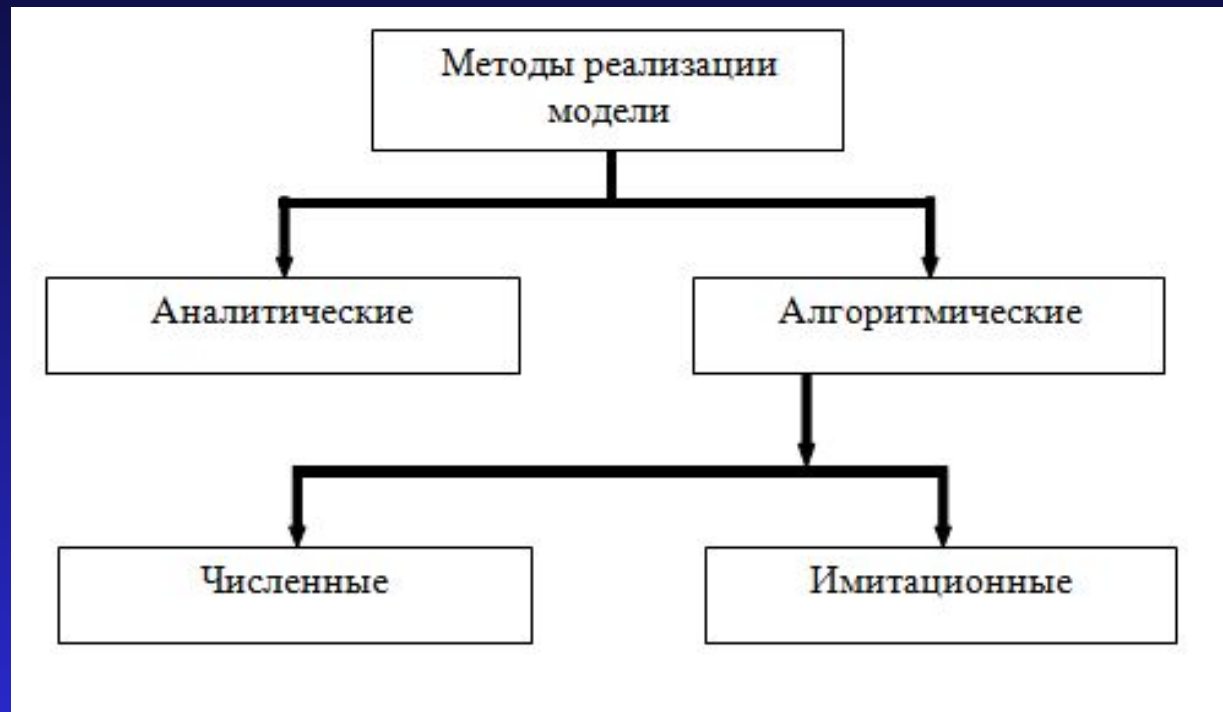 Методы реализации
модели
Аналитические
Алгоритмические
Численные
Имитационные